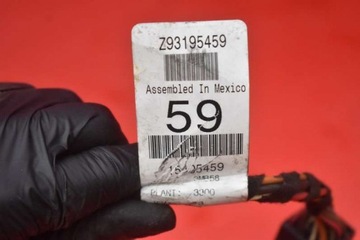 Z93195459
Assembled In Mexico
59
PLANT: 3300